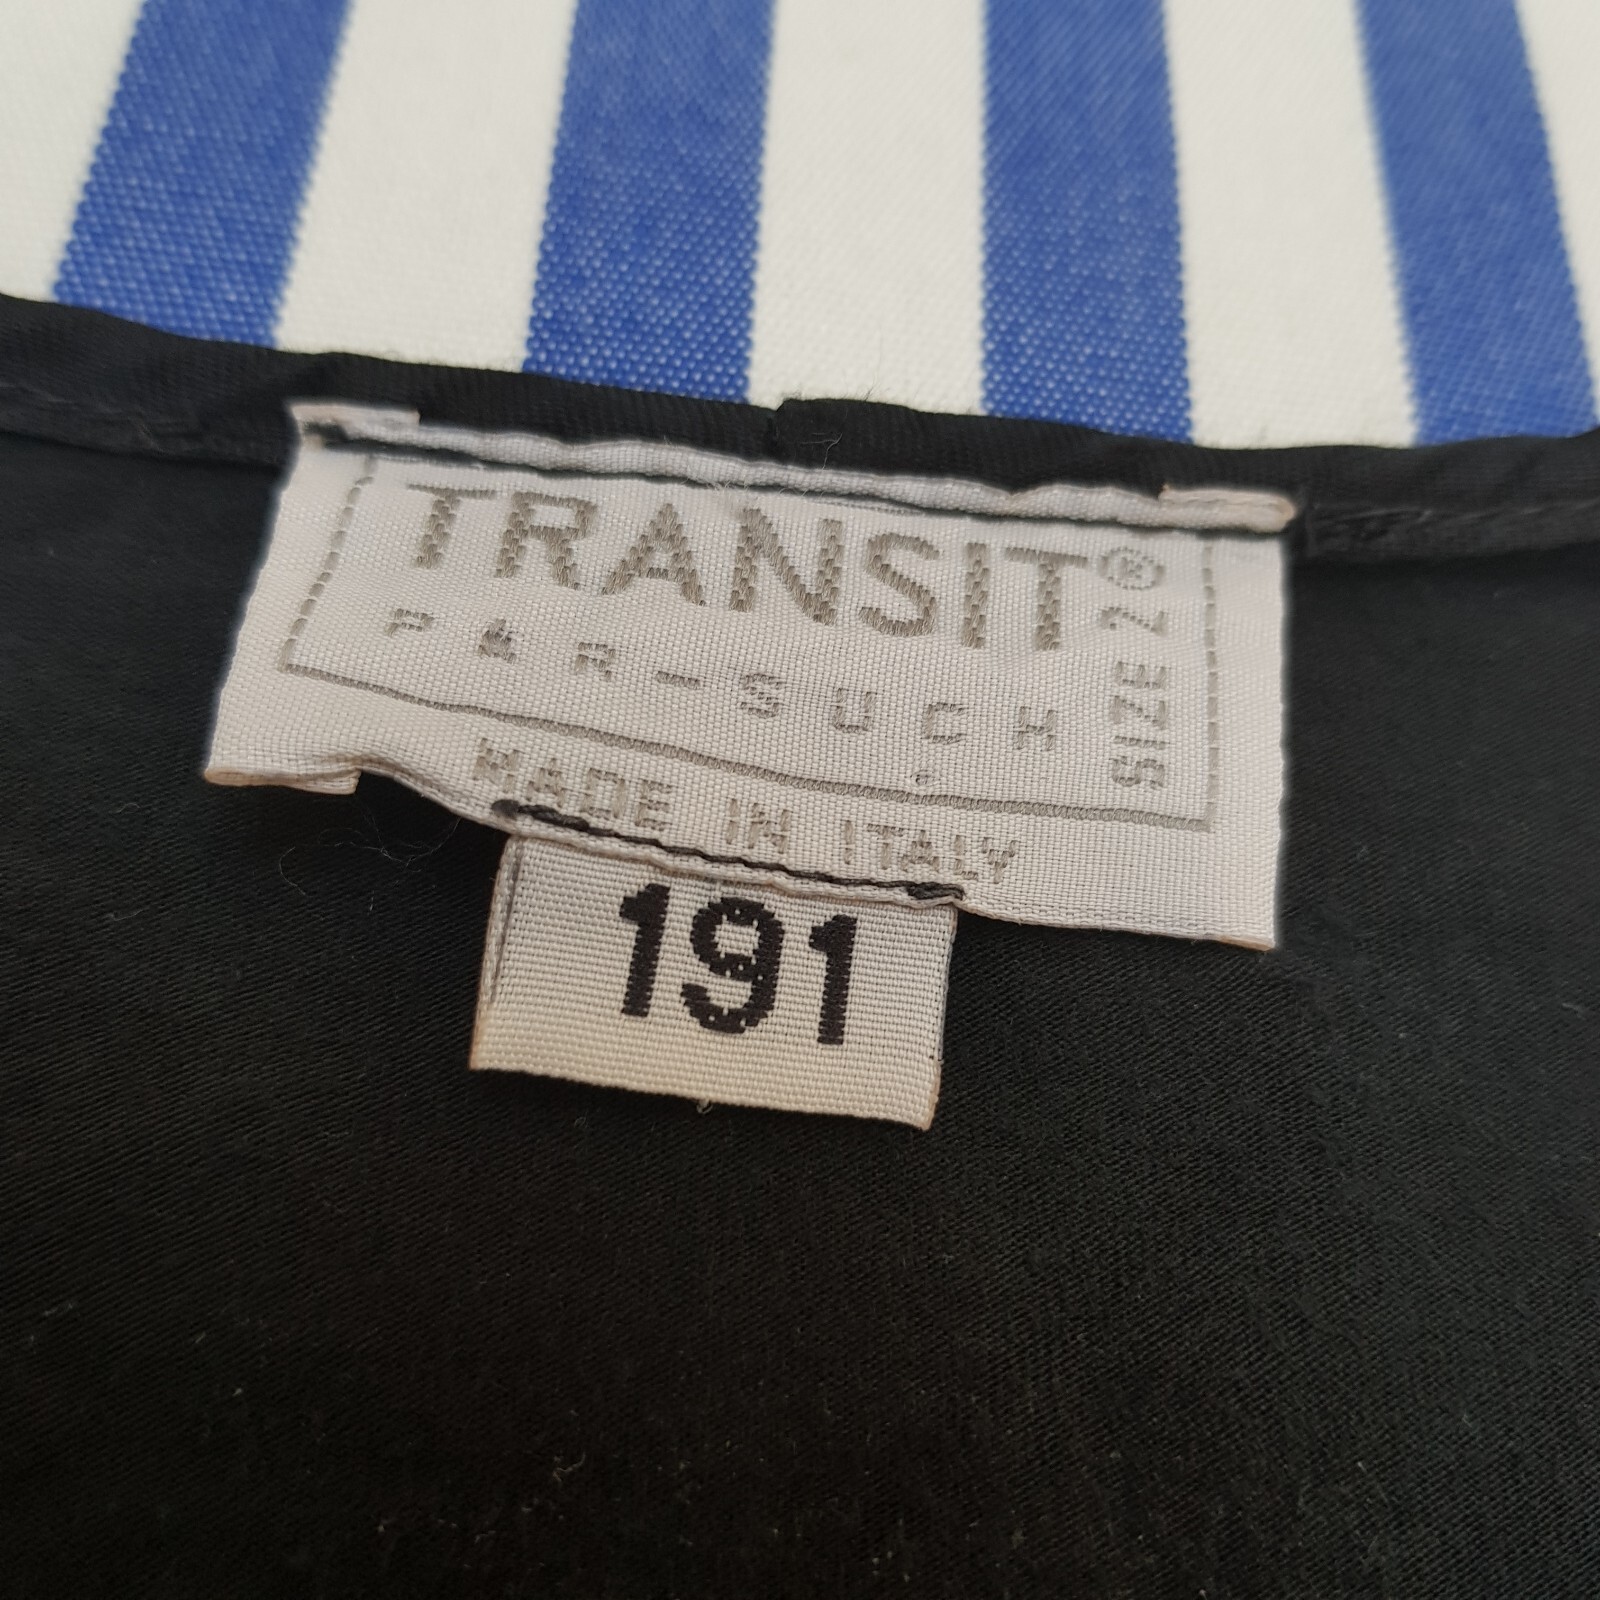 TRANSIT®
PAR-SUCH
SIZE 2
MADE IN ITALY
191